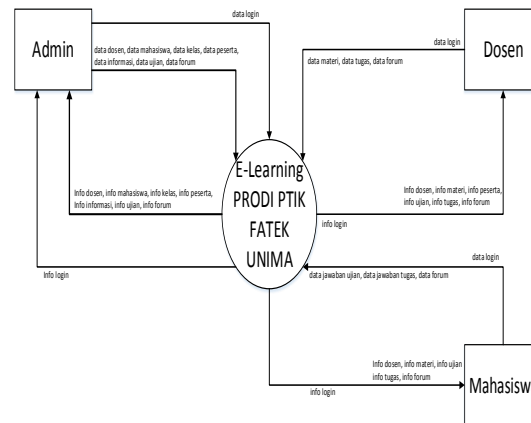 data login
Admin
data dosen, data mahasiswa, data kelas, data peserta,
data informasi, data ujian, data forum
data login
Dosen
data materi, data tugas, data forum
E-Learning
PRODI PTIK
FATEK
UNIMA
Info dosen, info mahasiswa, info kelas, info peserta,
Info informasi, info ujian, info forum
Info login
Info dosen, info materi, info peserta,
info ujian, info tugas, info forum
info login
data login
data jawaban ujian, data jawaban tugas, data forum
Info dosen, info materi, info ujian
info tugas, info forum
info login
Mahasisw